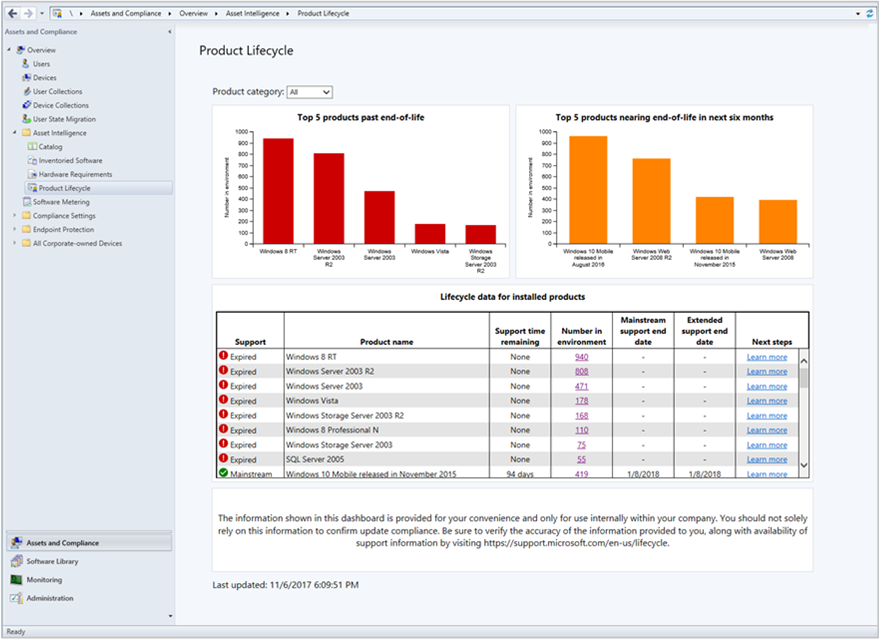 \ Assets and Compliance Overview Asset Intelligence Product Lifecycle
Assets and Compliance
Overview
Users
Devices
User Collections
Device Collections
User State Migration
Asset Intelligence
Catalog
Inventoried Software
Hardware Requirements
Product Lifecycle
Software Metering
Compliance Settings
Endpoint Protection
All Corporate-owned Devices
Assets and Compliance
Software Library
Monitoring
Administration
Ready
Product Lifecycle
Product category: All
Top 5 products past end-of-life
Number in environment
1000
900
800
700
600
500
400
300
200
100
0
Windows 8 RT
Windows
Server 2003
R2
Windows
Server 2003
Windows Vista
Windows
Storage
Server 2003
R2
Top 5 products nearing end-of-life in next six months
Number in environment
1000
900
800
700
600
500
400
300
200
100
0
Windows 10 Mobile
released in
August 2016
Windows Web
Server 2008 R2
Windows 10 Mobile
released in
November 2015
Windows Web
Server 2008
Lifecycle data for installed products
Support Product name Support time remaining Number in environment Mainstream support end date Extended support end date Next steps
Expired Windows 8 RT None 940 - - Learn more
Expired Windows Server 2003 R2 None 808 - - Learn more
Expired Windows Server 2003 None 471 - - Learn more
Expired Windows Vista None 178 - - Learn more
Expired Windows Storage Server 2003 R2 None 168 - - Learn more
Expired Windows 8 Professional N None 110 - - Learn more
Expired Windows Storage Server 2003 None 75 - - Learn more
Expired SQL Server 2005 None 55 - - Learn more
Mainstream Windows 10 Mobile released in November 2015 94 days 419 1/8/2018 1/8/2018 Learn more
The information shown in this dashboard is provided for your convenience and only for use internally within your company. You should not solely
rely on this information to confirm update compliance. Be sure to verify the accuracy of the information provided to you, along with availability of
support information by visiting https://support.microsoft.com/en-us/lifecycle.
Last updated: 11/6/2017 6:09:51 PM